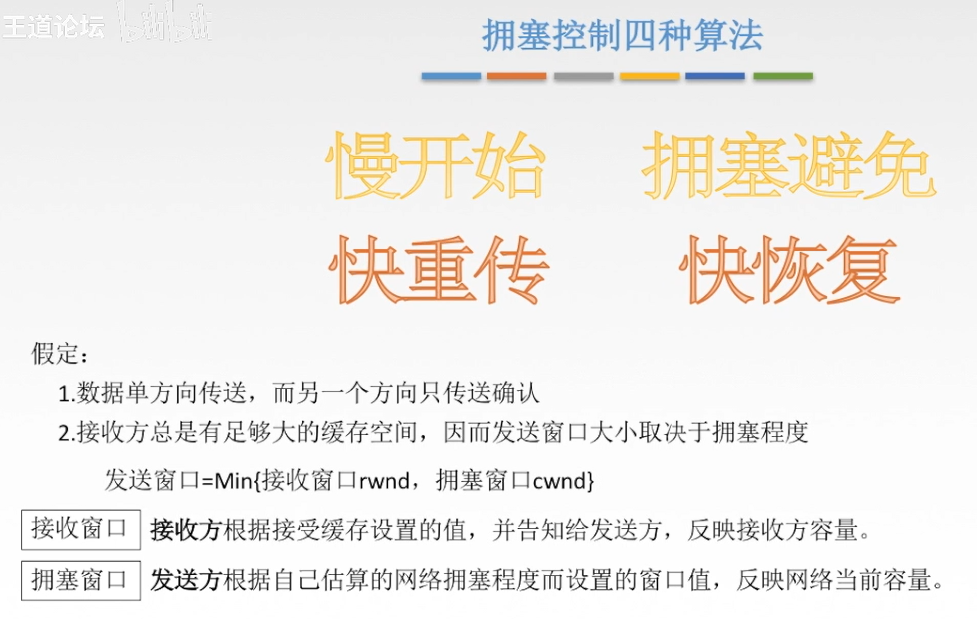 王道论坛
bilibili
拥塞控制四种算法
慢开始 拥塞避免
快重传 快恢复
假定：
1.数据单方向传送，而另一个方向只传送确认
2.接收方总是有足够大的缓存空间，因而发送窗口大小取决于拥塞程度
发送窗口=Min{接收窗口rwnd，拥塞窗口cwnd}
接收窗口 接收方根据接受缓存设置的值，并告知给发送方，反映接收方容量。
拥塞窗口 发送方根据自己估算的网络拥塞程度而设置的窗口值，反映网络当前容量。